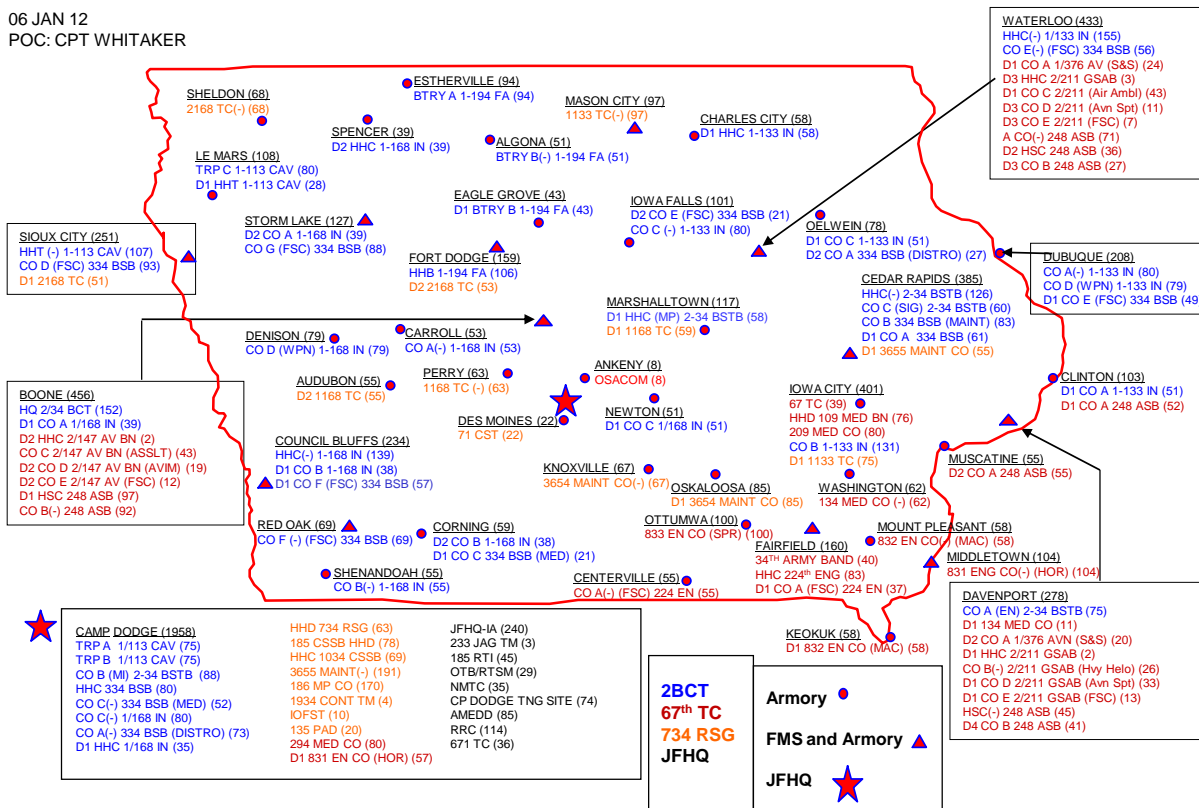 06 JAN 12
POC: CPT WHITAKER
WATERLOO (433)
HHC(-) 1/133 IN (155)
CO E(-) (FSC) 334 BSB (56)
D1 CO A 1/376 AV (S&S) (24)
D3 HHC 2/211 GSAB (3)
D1 CO C 2/211 (Air Ambl) (43)
D3 CO D 2/211 (Avn Spt) (11)
D3 CO E 2/211 (FSC) (7)
A CO(-) 248 ASB (71)
D2 HSC 248 ASB (36)
D3 CO B 248 ASB (27)
ESTHERVILLE (94)
BTRY A 1-194 FA (94)
SHELDON (68)
2168 TC(-) (68)
MASON CITY (97)
1133 TC(-) (97)
SPENCER (39)
D2 HHC 1-168 IN (39)
ALGONA (51)
BTRY B(-) 1-194 FA (51)
CHARLES CITY (58)
D1 HHC 1-133 IN (58)
LE MARS (108)
TRP C 1-113 CAV (80)
D1 HHT 1-113 CAV (28)
EAGLE GROVE (43)
D1 BTRY B 1-194 FA (43)
IOWA FALLS (101)
D2 CO E (FSC) 334 BSB (21)
CO C (-) 1-133 IN (80)
STORM LAKE (127)
D2 CO A 1-168 IN (39)
CO G (FSC) 334 BSB (88)
OELWEIN (78)
D1 CO C 1-133 IN (51)
D2 CO A 334 BSB (DISTRO) (27)
SIOUX CITY (251)
HHT (-) 1-113 CAV (107)
CO D (FSC) 334 BSB (93)
D1 2168 TC (51)
FORT DODGE (159)
HHB 1-194 FA (106)
D2 2168 TC (53)
DUBUQUE (208)
CO A(-) 1-133 IN (80)
CO D (WPN) 1-133 IN (79)
D1 CO E (FSC) 334 BSB (49
CEDAR RAPIDS (385)
HHC(-) 2-34 BSTB (126)
CO C (SIG) 2-34 BSTB (60)
CO B 334 BSB (MAINT) (83)
D1 CO A 334 BSB (61)
D1 3655 MAINT CO (55)
MARSHALLTOWN (117)
D1 HHC (MP) 2-34 BSTB (58)
D1 1168 TC (59)
DENISON (79)
CO D (WPN) 1-168 IN (79)
CARROLL (53)
CO A(-) 1-168 IN (53)
PERRY (63)
1168 TC (-) (63)
ANKENY (8)
OSACOM (8)
AUDUBON (55)
D2 1168 TC (55)
CLINTON (103)
D1 CO A 1-133 IN (51)
D1 CO A 248 ASB (52)
BOONE (456)
HQ 2/34 BCT (152)
D1 CO A 1/168 IN (39)
D2 HHC 2/147 AV BN (2)
CO C 2/147 AV BN (ASSLT) (43)
D2 CO D 2/147 AV BN (AVIM) (19)
D2 CO E 2/147 AV (FSC) (12)
D1 HSC 248 ASB (97)
CO B(-) 248 ASB (92)
IOWA CITY (401)
67 TC (39)
HHD 109 MED BN (76)
209 MED CO (80)
CO B 1-133 IN (131)
D1 1133 TC (75)
DES MOINES (22)
71 CST (22)
NEWTON (51)
D1 CO C 1/168 IN (51)
COUNCIL BLUFFS (234)
HHC(-) 1-168 IN (139)
D1 CO B 1-168 IN (38)
D1 CO F (FSC) 334 BSB (57)
MUSCATINE (55)
D2 CO A 248 ASB (55)
KNOXVILLE (67)
3654 MAINT CO(-) (67)
OSKALOOSA (85)
D1 3654 MAINT CO (85)
WASHINGTON (62)
134 MED CO (-) (62)
RED OAK (69)
CO F (-) (FSC) 334 BSB (69)
CORNING (59)
D2 CO B 1-168 IN (38)
D1 CO C 334 BSB (MED) (21)
OTTUMWA (100)
833 EN CO (SPR) (100)
MOUNT PLEASANT (58)
832 EN CO(-) (MAC) (58)
FAIRFIELD (160)
34TH ARMY BAND (40)
HHC 224th ENG (83)
D1 CO A (FSC) 224 EN (37)
MIDDLETOWN (104)
831 ENG CO(-) (HOR) (104)
SHENANDOAH (55)
CO B(-) 1-168 IN (55)
CENTERVILLE (55)
CO A(-) (FSC) 224 EN (55)
DAVENPORT (278)
CO A (EN) 2-34 BSTB (75)
D1 134 MED CO (11)
D2 CO A 1/376 AVN (S&S) (20)
D1 HHC 2/211 GSAB (2)
CO B(-) 2/211 GSAB (Hvy Helo) (26)
D1 CO D 2/211 GSAB (Avn Spt) (33)
D1 CO E 2/211 GSAB (FSC) (13)
HSC(-) 248 ASB (45)
D4 CO B 248 ASB (41)
KEOKUK (58)
D1 832 EN CO (MAC) (58)
CAMP DODGE (1958)
TRP A 1/113 CAV (75)
TRP B 1/113 CAV (75)
CO B (MI) 2-34 BSTB (88)
HHC 334 BSB (80)
CO C(-) 334 BSB (MED) (52)
CO C(-) 1/168 IN (80)
CO A(-) 334 BSB (DISTRO) (73)
D1 HHC 1/168 IN (35)
HHD 734 RSG (63)
185 CSSB HHD (78)
HHC 1034 CSSB (69)
3655 MAINT(-) (191)
186 MP CO (170)
1934 CONT TM (4)
IOFST (10)
135 PAD (20)
294 MED CO (80)
D1 831 EN CO (HOR) (57)
JFHQ-IA (240)
233 JAG TM (3)
185 RTI (45)
OTB/RTSM (29)
NMTC (35)
CP DODGE TNG SITE (74)
AMEDD (85)
RRC (114)
671 TC (36)
2BCT
67th TC
734 RSG
JFHQ
Armory
FMS and Armory
JFHQ